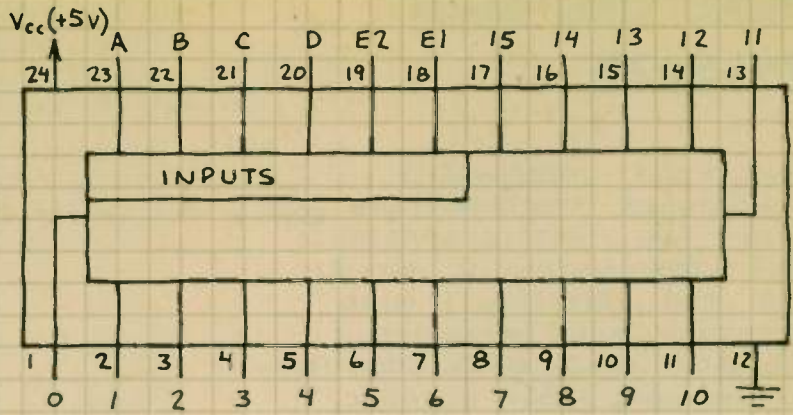 Vcc (+5V)
A B C D E2 E1 15 14 13 12 11
24 23 22 21 20 19 18 17 16 15 14 13
INPUTS
1 2 3 4 5 6 7 8 9 10 11 12
0 1 2 3 4 5 6 7 8 9 10